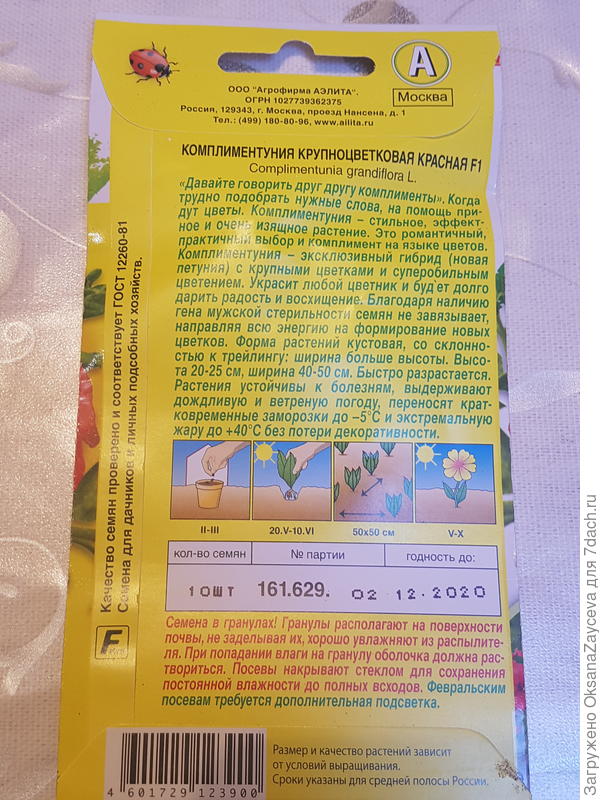 А
Москва
ООО "Агрофирма АЭЛИТА".
ОГРН 1027739362375
Россия, 129343, г. Москва, проезд Нансена, д. 1
Тел.: (499) 180-80-96, www.ailita.ru
КОМПЛИМЕНТУНИЯ КРУПНОЦВЕТКОВАЯ КРАСНАЯ F1
Complimentunia grandiflora L.
«Давайте говорить друг другу комплименты». Когда
трудно подобрать нужные слова, на помощь при-
дут цветы. Комплиментуния – стильное, эффект-
ное и очень изящное растение. Это романтичный,
практичный выбор и комплимент на языке цветов.
Комплиментуния – эксклюзивный гибрид (новая
петуния) с крупными цветками и суперобильным
цветением. Украсит любой цветник и будет долго
дарить радость и восхищение. Благодаря наличию
гена мужской стерильности семян не завязывает,
направляя всю энергию на формирование новых
цветков. Форма растений кустовая, со склонно-
стью к трейлингу: ширина больше высоты. Высо-
та 20-25 см, ширина 40-50 см. Быстро разрастается.
Растения устойчивы к болезням, выдерживают
дождливую и ветреную погоду, переносят крат-
ковременные заморозки до –5°С и экстремальную
жару до +40°С без потери декоративности.
II-III
20.V-10.VI
50x50 см
V-X
кол-во семян
№ партии
годность до:
10шт
161.629.
02 12.2020
Семена в гранулах! Гранулы располагают на поверхности
почвы, не заделывая их, хорошо увлажняют из распылите-
ля. При попадании влаги на гранулу оболочка должна рас-
твориться. Посевы накрывают стеклом для сохранения
постоянной влажности до полных всходов. Февральским
посевам требуется дополнительная подсветка.
Размер и качество растений зависит
от условий выращивания.
Сроки указаны для средней полосы России.
4 601729 123900
Качество семян проверено и соответствует ГОСТ 12260-81
Семена для дачников и личных подсобных хозяйств.
Загружено OksanaZayceva для 7dach.ru